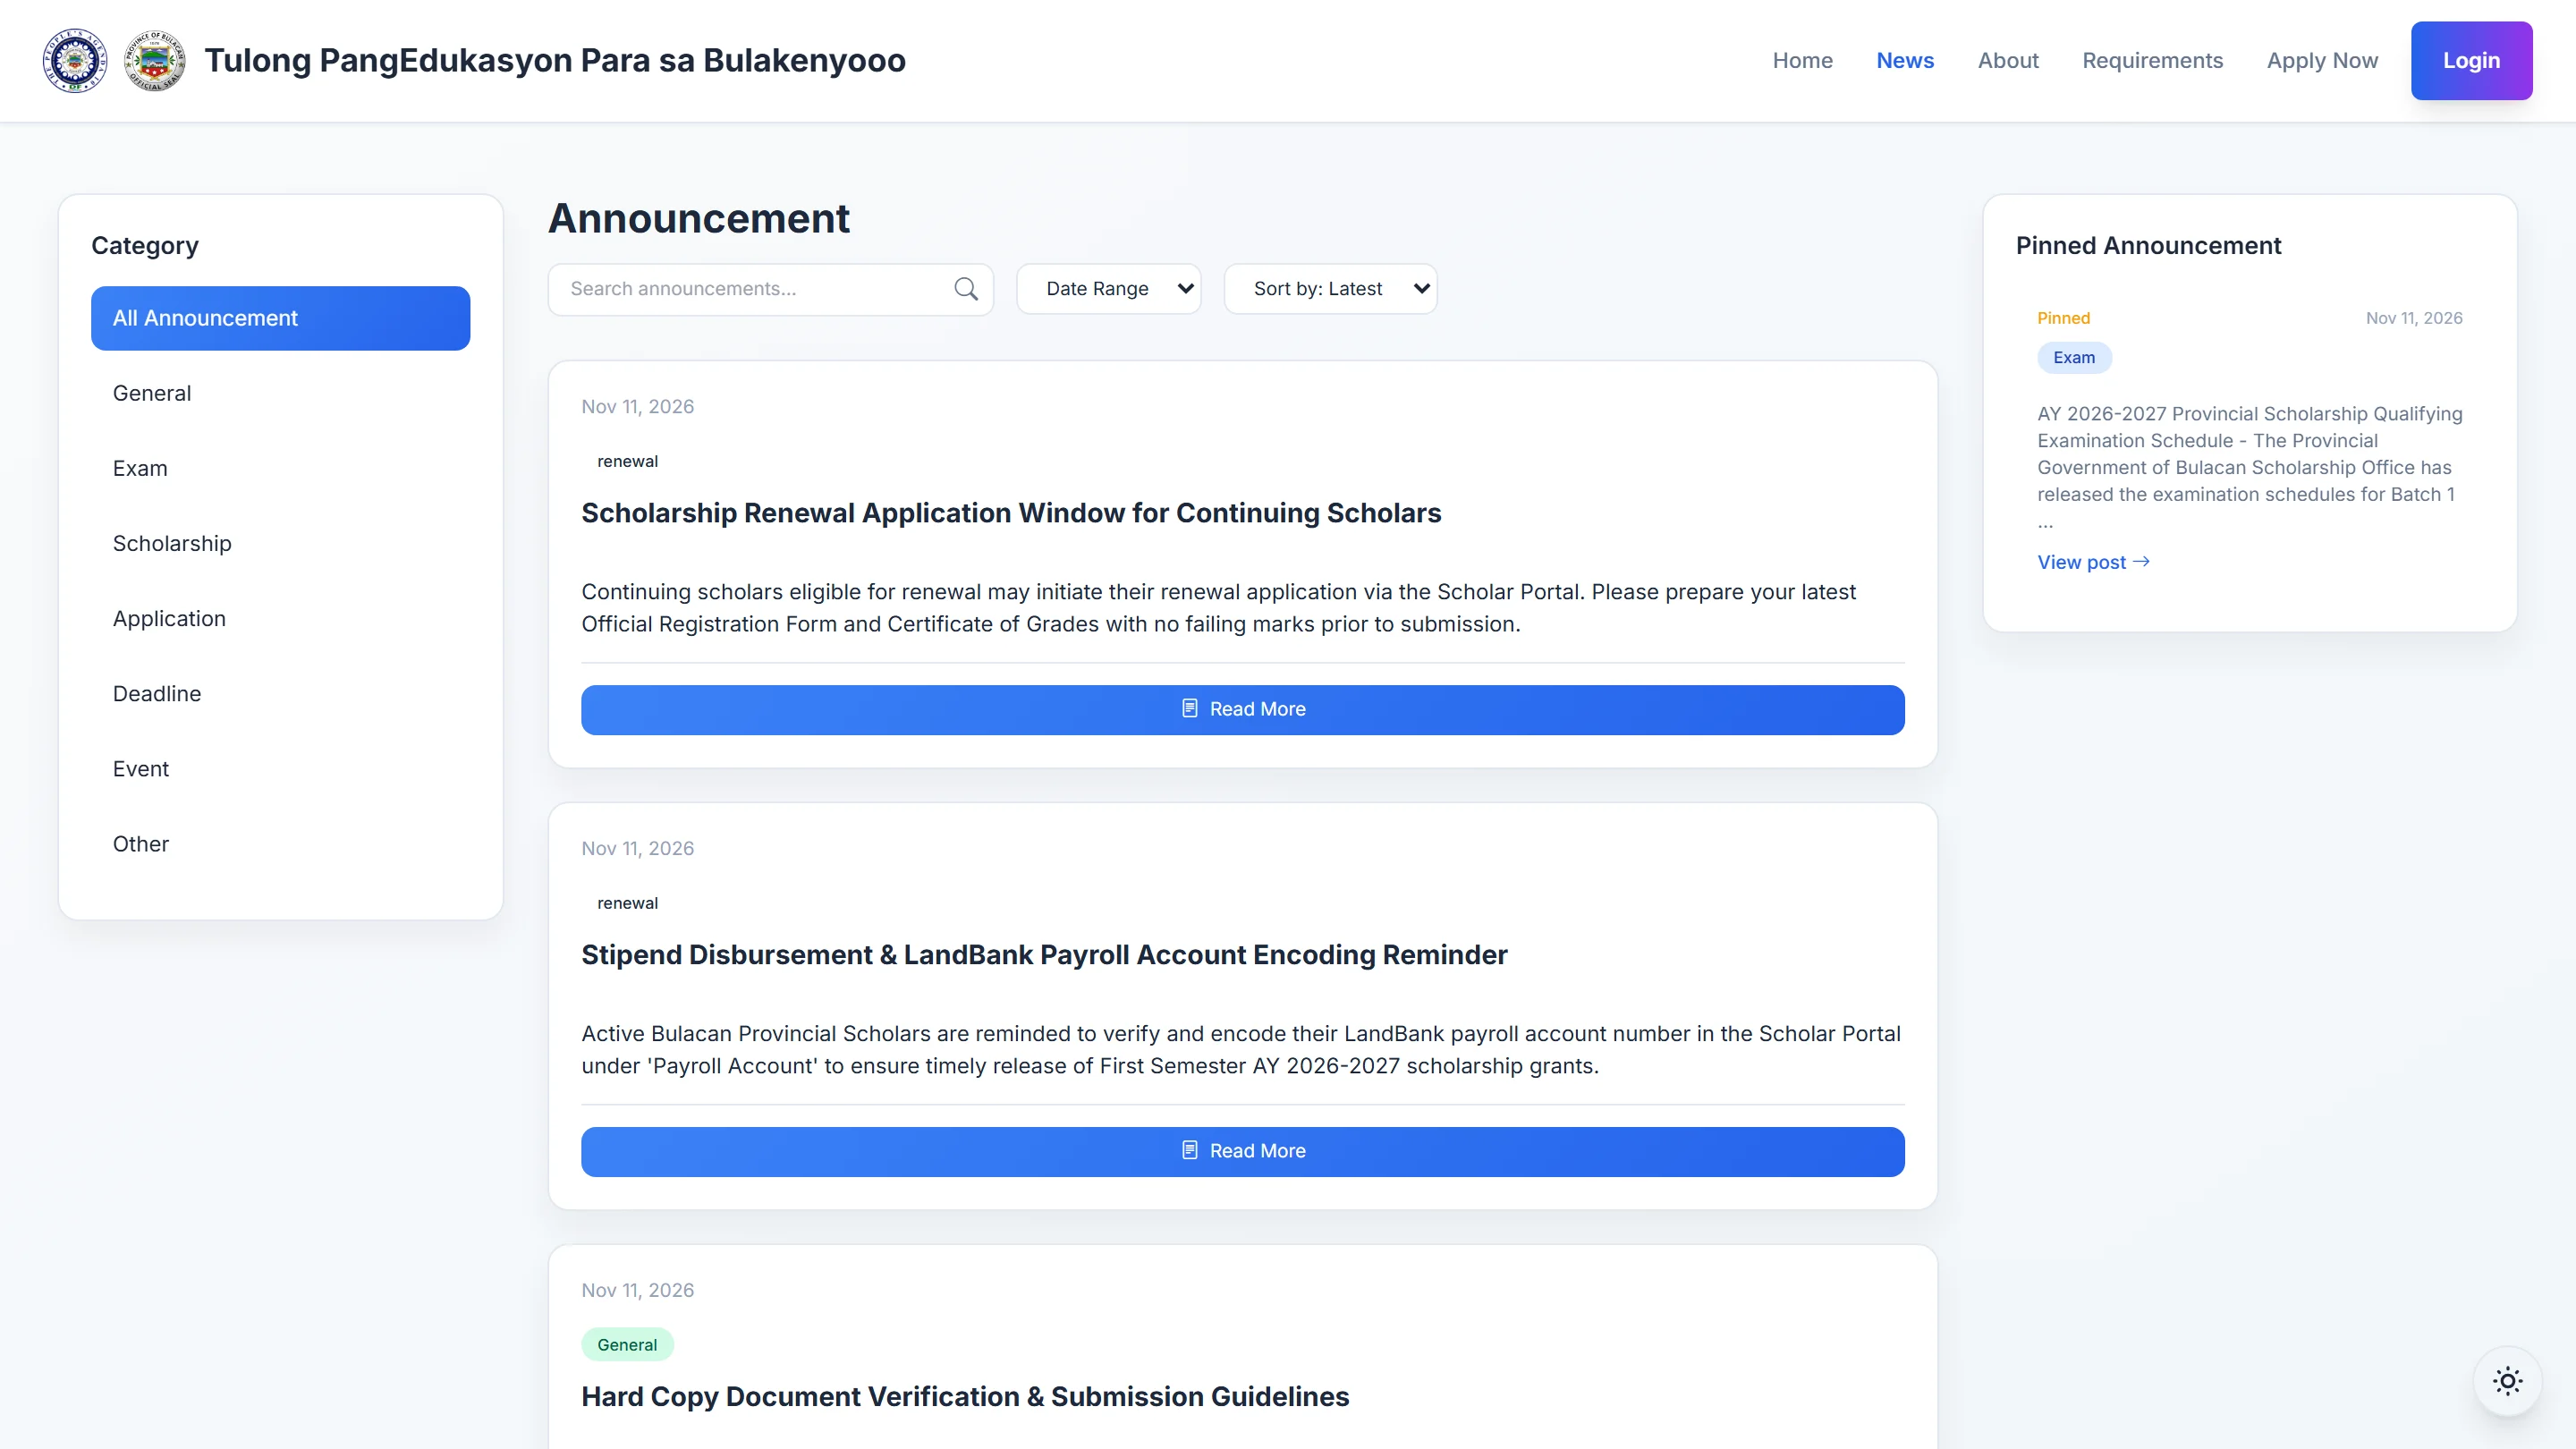 Tulong PangEdukasyon Para sa Bulakenyooo
Home
News
About
Requirements
Apply Now
Login
Category
All Announcement
General
Exam
Scholarship
Application
Deadline
Event
Other
Announcement
Search announcements...
Date Range
Sort by: Latest
Nov 11, 2026
renewal
Scholarship Renewal Application Window for Continuing Scholars
Continuing scholars eligible for renewal may initiate their renewal application via the Scholar Portal. Please prepare your latest
Official Registration Form and Certificate of Grades with no failing marks prior to submission.
Read More
Nov 11, 2026
renewal
Stipend Disbursement & LandBank Payroll Account Encoding Reminder
Active Bulacan Provincial Scholars are reminded to verify and encode their LandBank payroll account number in the Scholar Portal
under 'Payroll Account' to ensure timely release of First Semester AY 2026-2027 scholarship grants.
Read More
Nov 11, 2026
General
Hard Copy Document Verification & Submission Guidelines
Pinned Announcement
Pinned
Nov 11, 2026
Exam
AY 2026-2027 Provincial Scholarship Qualifying
Examination Schedule - The Provincial
Government of Bulacan Scholarship Office has
released the examination schedules for Batch 1
...
View post →